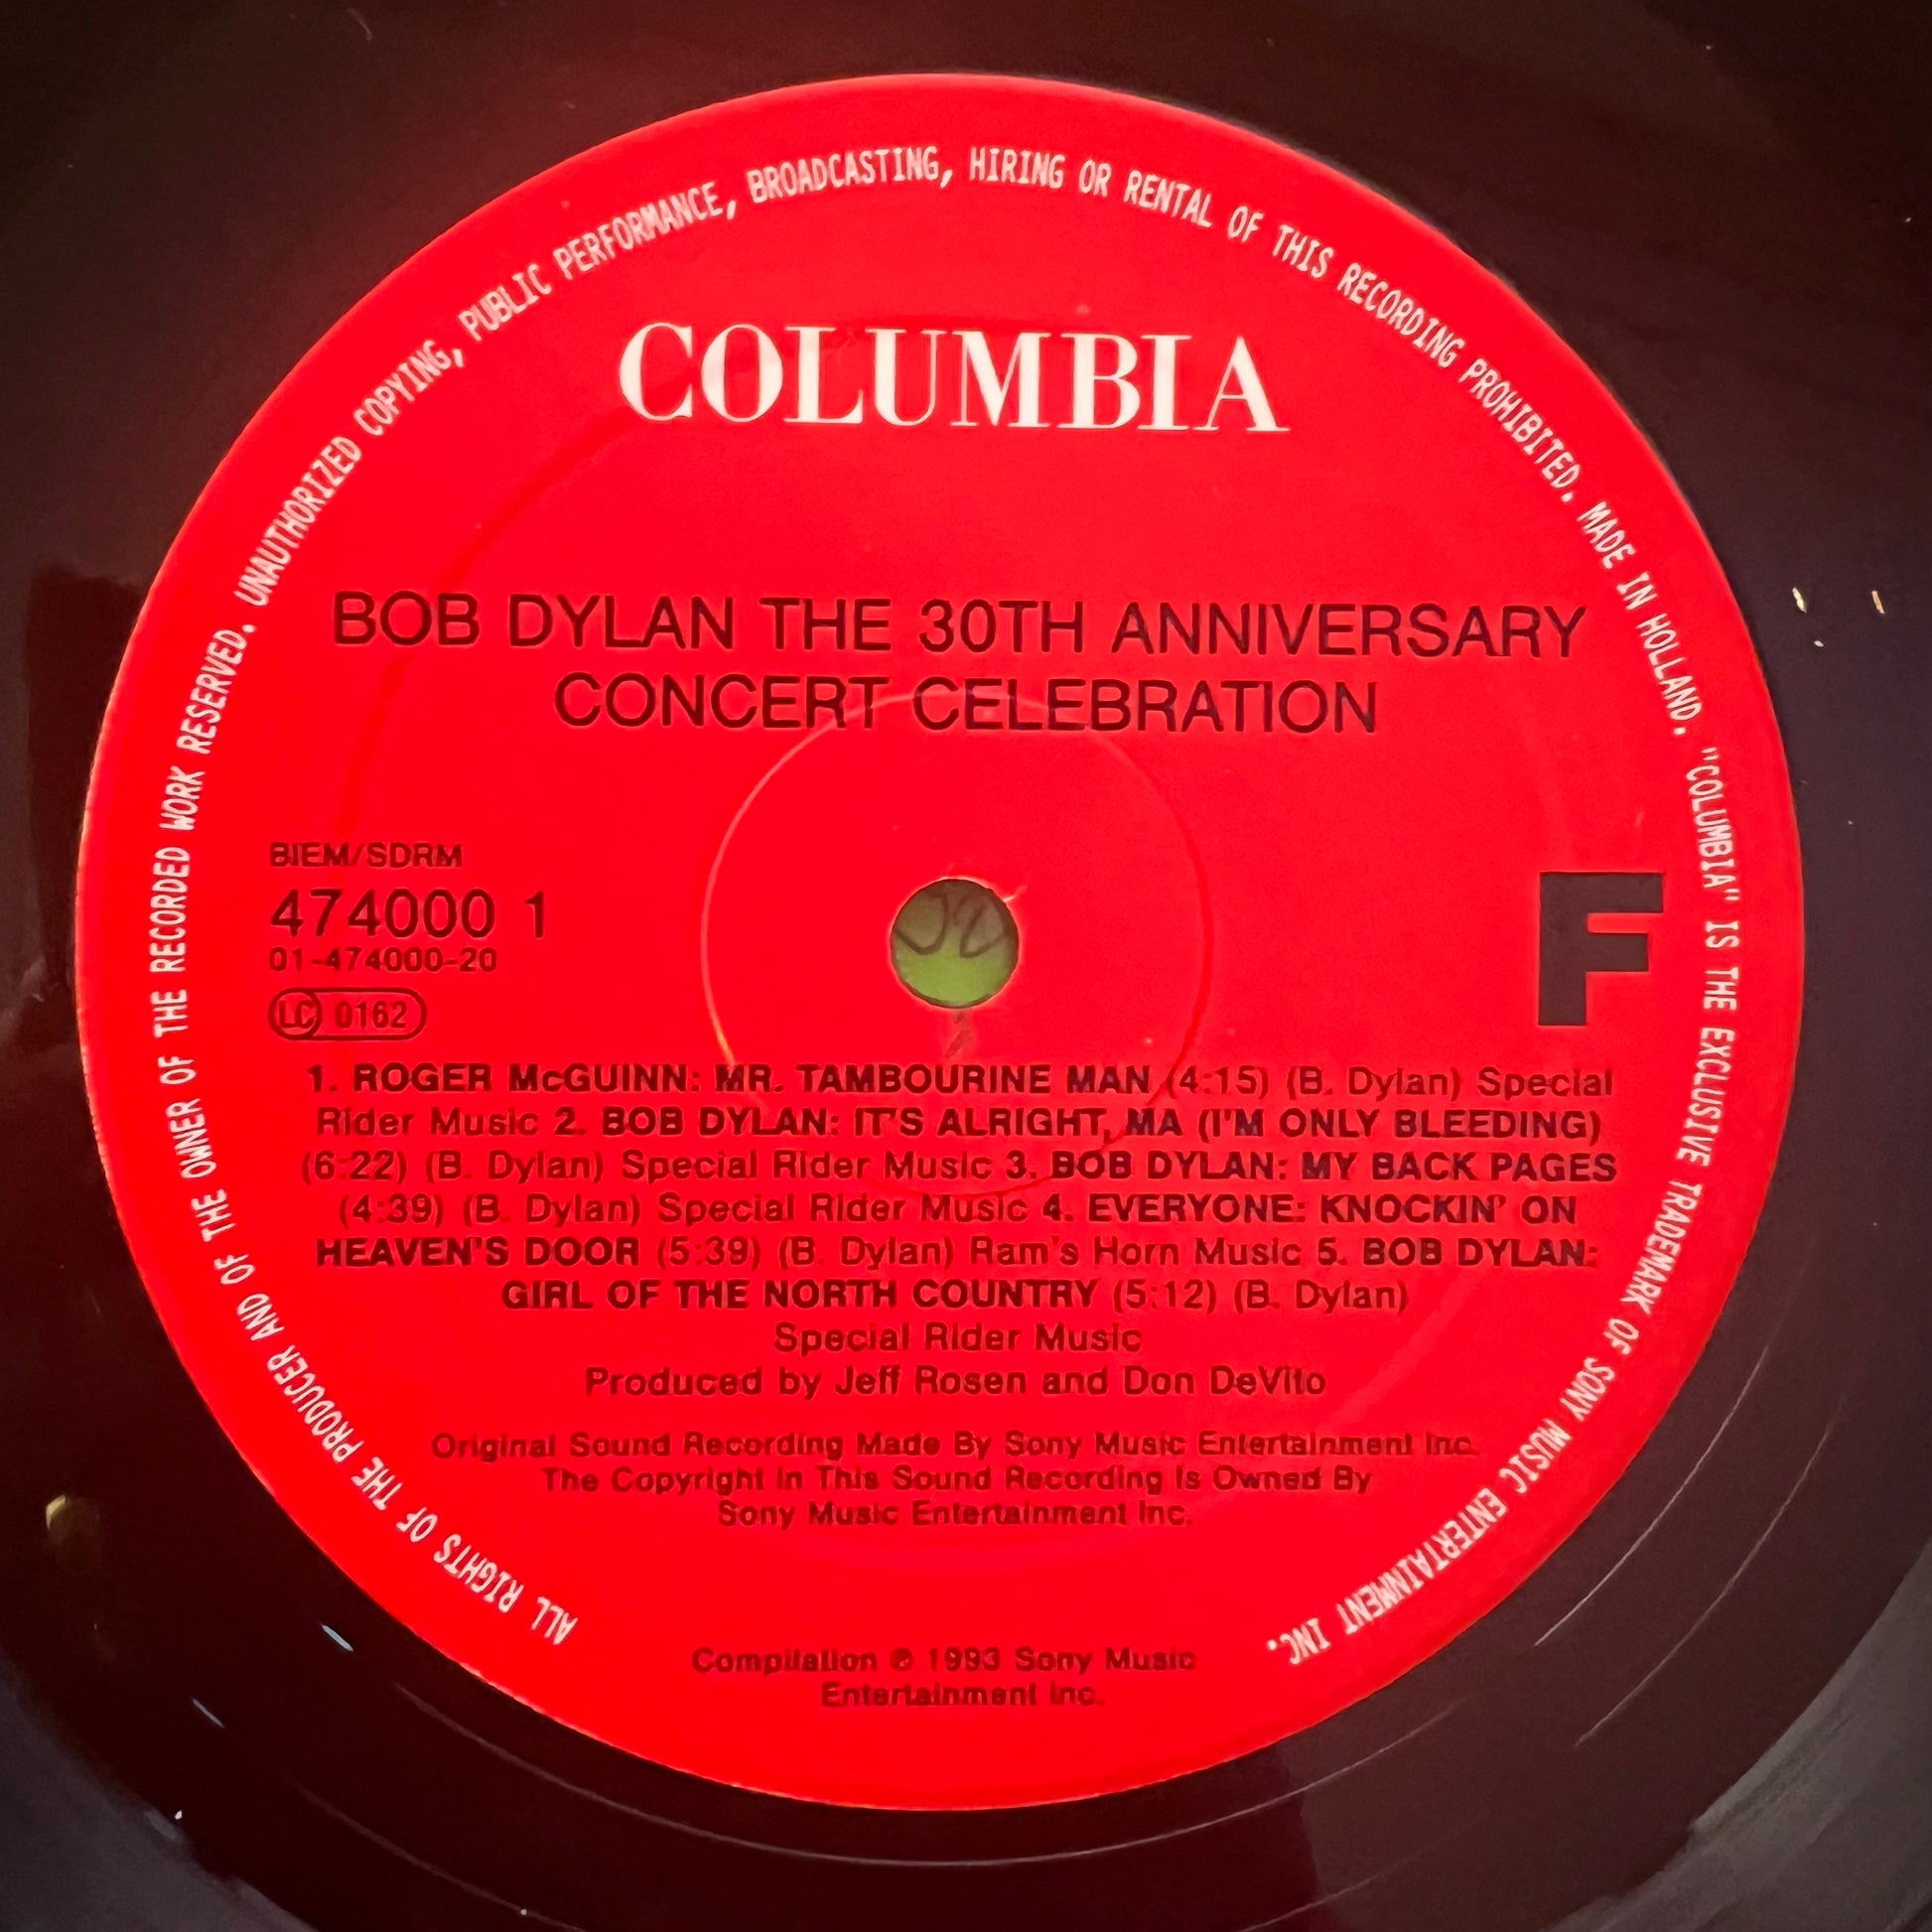 ALL RIGHTS OF THE PRODUCER AND OF THE OWNER OF THE RECORDED WORK RESERVED. UNAUTHORIZED COPYING, PUBLIC PERFORMANCE, BROADCASTING, HIRING OR RENTAL OF THIS RECORDING PROHIBITED. MADE IN HOLLAND. "COLUMBIA" IS THE EXCLUSIVE TRADEMARK OF SONY MUSIC ENTERTAINMENT INC.
COLUMBIA
BOB DYLAN THE 30TH ANNIVERSARY
CONCERT CELEBRATION
BIEM/SDRM
474000 1
01-474000-20
LC 0162
F
1. ROGER McGUINN: MR. TAMBOURINE MAN (4:15) (B. Dylan) Special
Rider Music 2. BOB DYLAN: IT'S ALRIGHT, MA (I'M ONLY BLEEDING)
(6:22) (B. Dylan) Special Rider Music 3. BOB DYLAN: MY BACK PAGES
(4:39) (B. Dylan) Special Rider Music 4. EVERYONE: KNOCKIN' ON
HEAVEN'S DOOR (5:39) (B. Dylan) Ram's Horn Music 5. BOB DYLAN:
GIRL OF THE NORTH COUNTRY (5:12) (B. Dylan)
Special Rider Music
Produced by Jeff Rosen and Don DeVito
Original Sound Recording Made By Sony Music Entertainment Inc.
The Copyright In This Sound Recording Is Owned By
Sony Music Entertainment Inc.
Compilation ℗ 1993 Sony Music
Entertainment Inc.